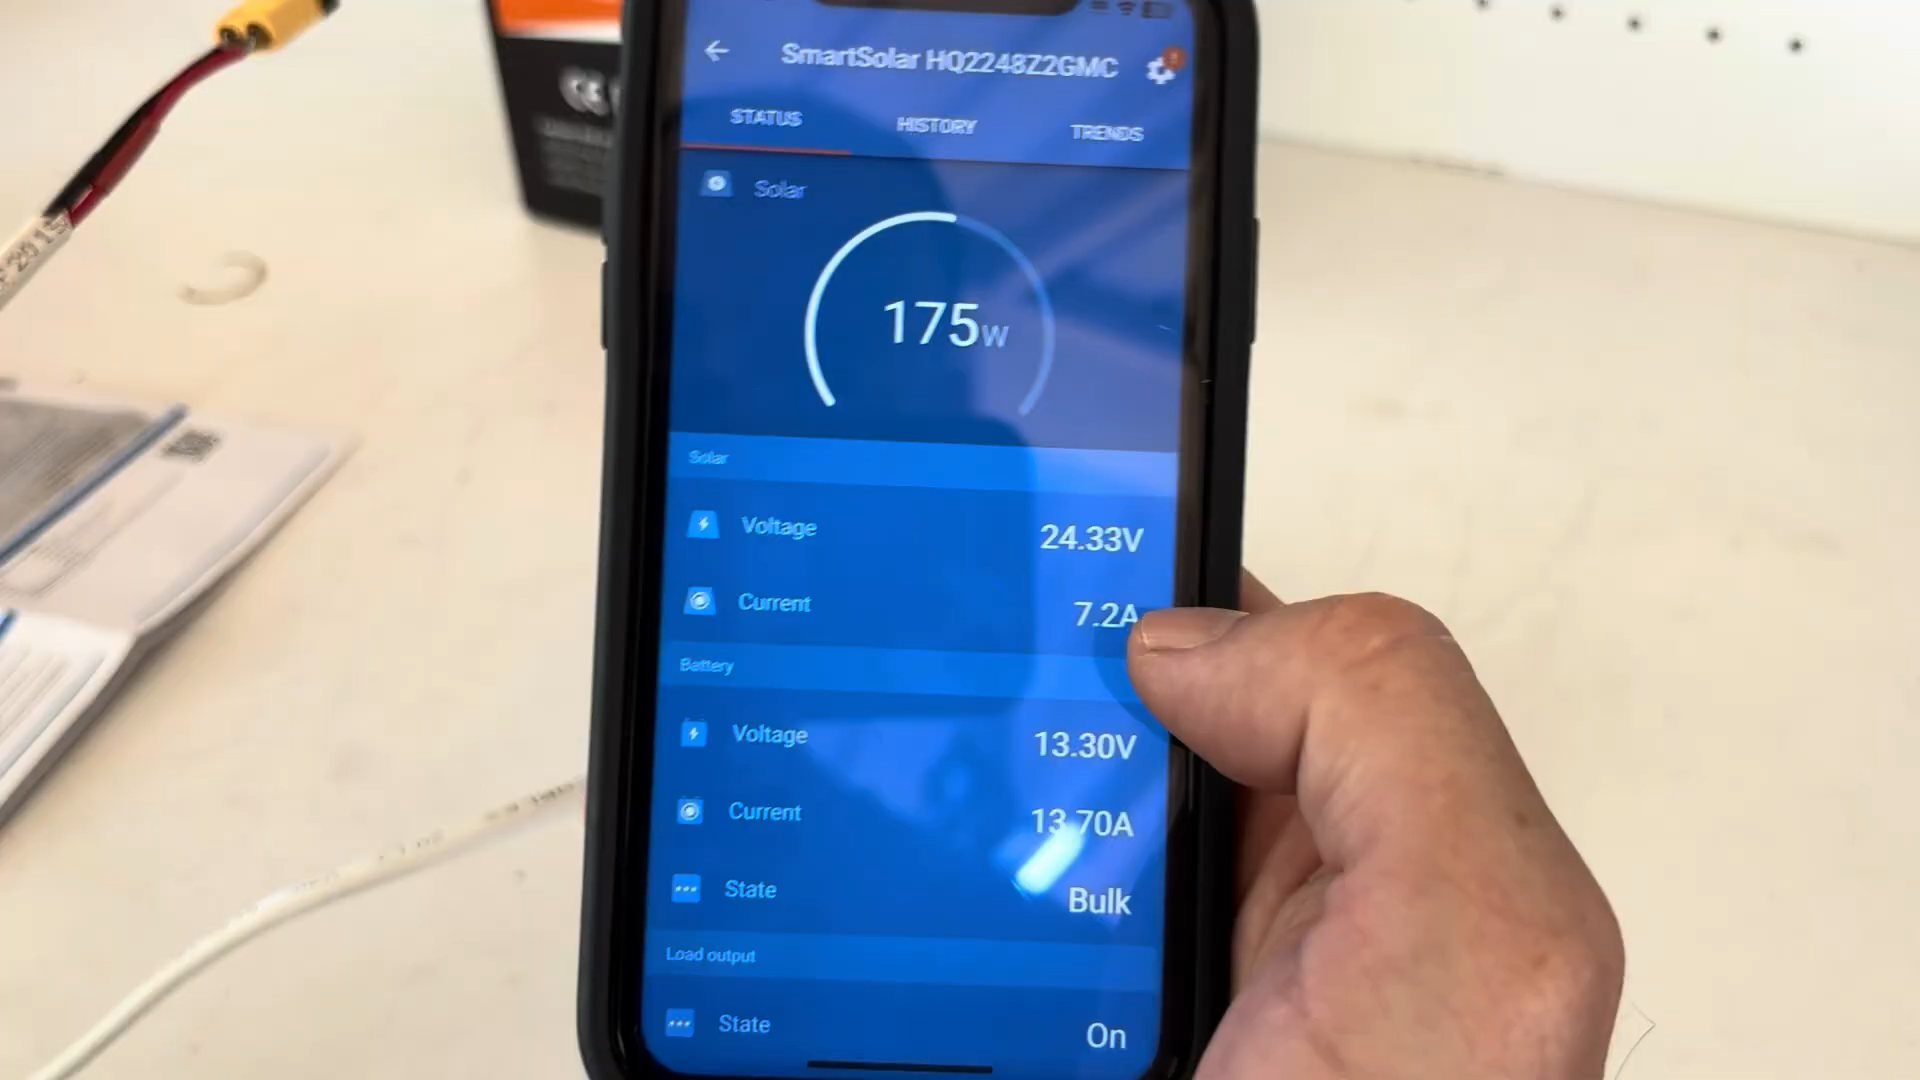 SmartSolar HQ2248Z2GMC
STATUS
HISTORY
TRENDS
Solar
175W
Solar
Voltage
24.33V
Current
7.2A
Battery
Voltage
13.30V
Current
13.70A
State
Bulk
Load output
State
On
2015